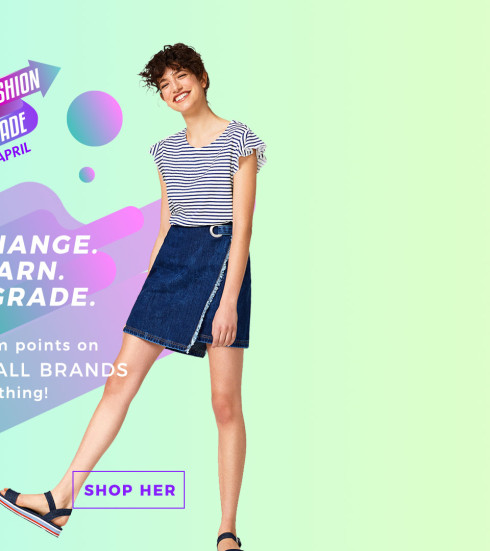 SHION
ADE
APRIL
HANGE.
ARN.
GRADE.
m points on
ALL BRANDS
thing!
SHOP HER